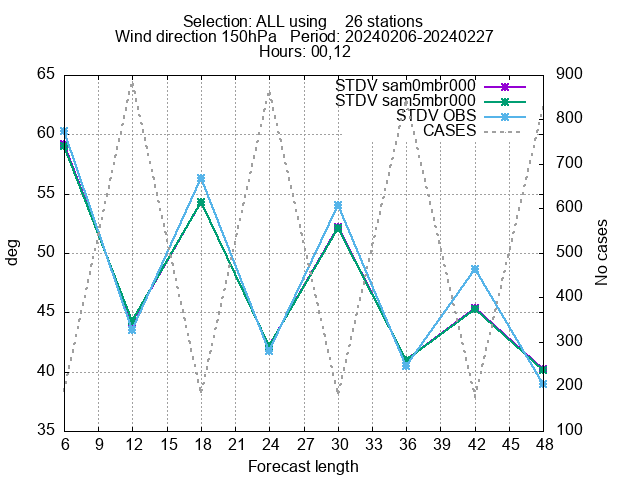 Selection: ALL using    26 stations
Wind direction 150hPa   Period: 20240206-20240227
Hours: 00,12
STDV sam0mbr000
STDV sam5mbr000
STDV OBS
CASES
65
60
55
50
45
40
35
deg
900
800
700
600
500
400
300
200
100
No cases
6 9 12 15 18 21 24 27 30 33 36 39 42 45 48
Forecast length